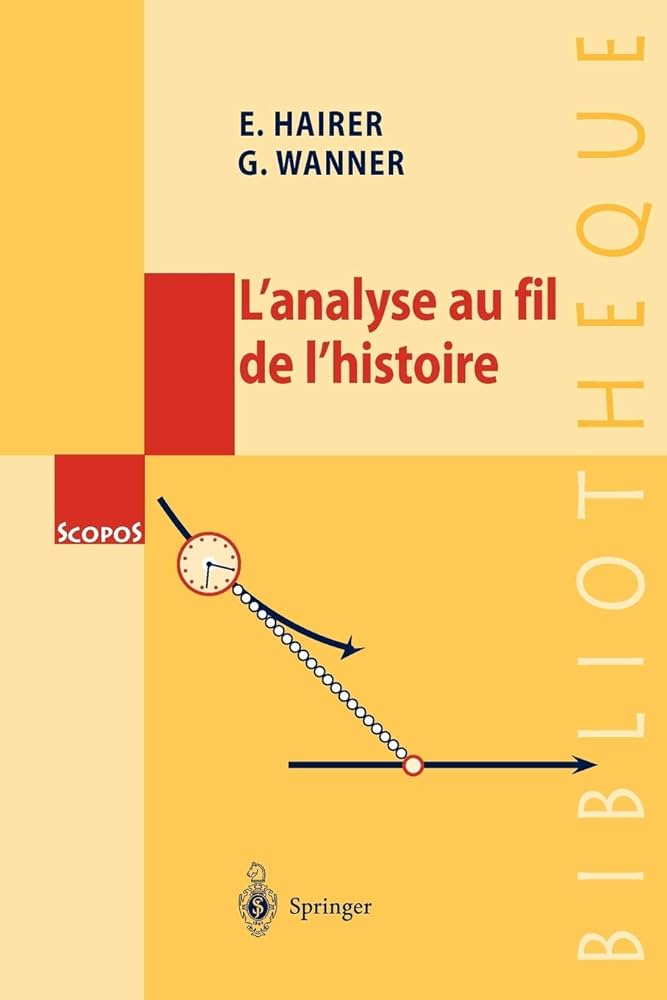 E. HAIRER
G. WANNER
L'analyse au fil
de l'histoire
SCOPOS
BIBLIOTHEQUE
Springer